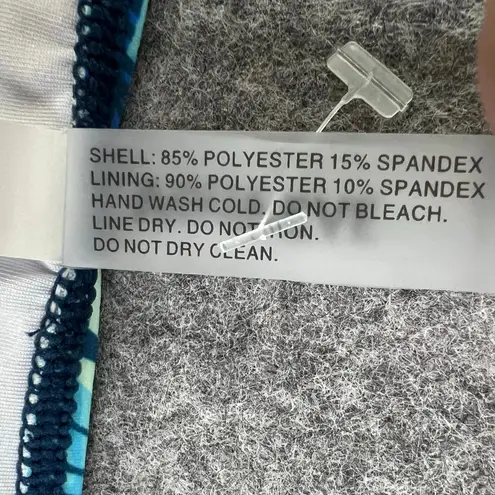 SHELL: 85% POLYESTER 15% SPANDEX
LINING: 90% POLYESTER 10% SPANDEX
HAND WASH COLD. DO NOT BLEACH.
LINE DRY. DO NOT IRON.
DO NOT DRY CLEAN.